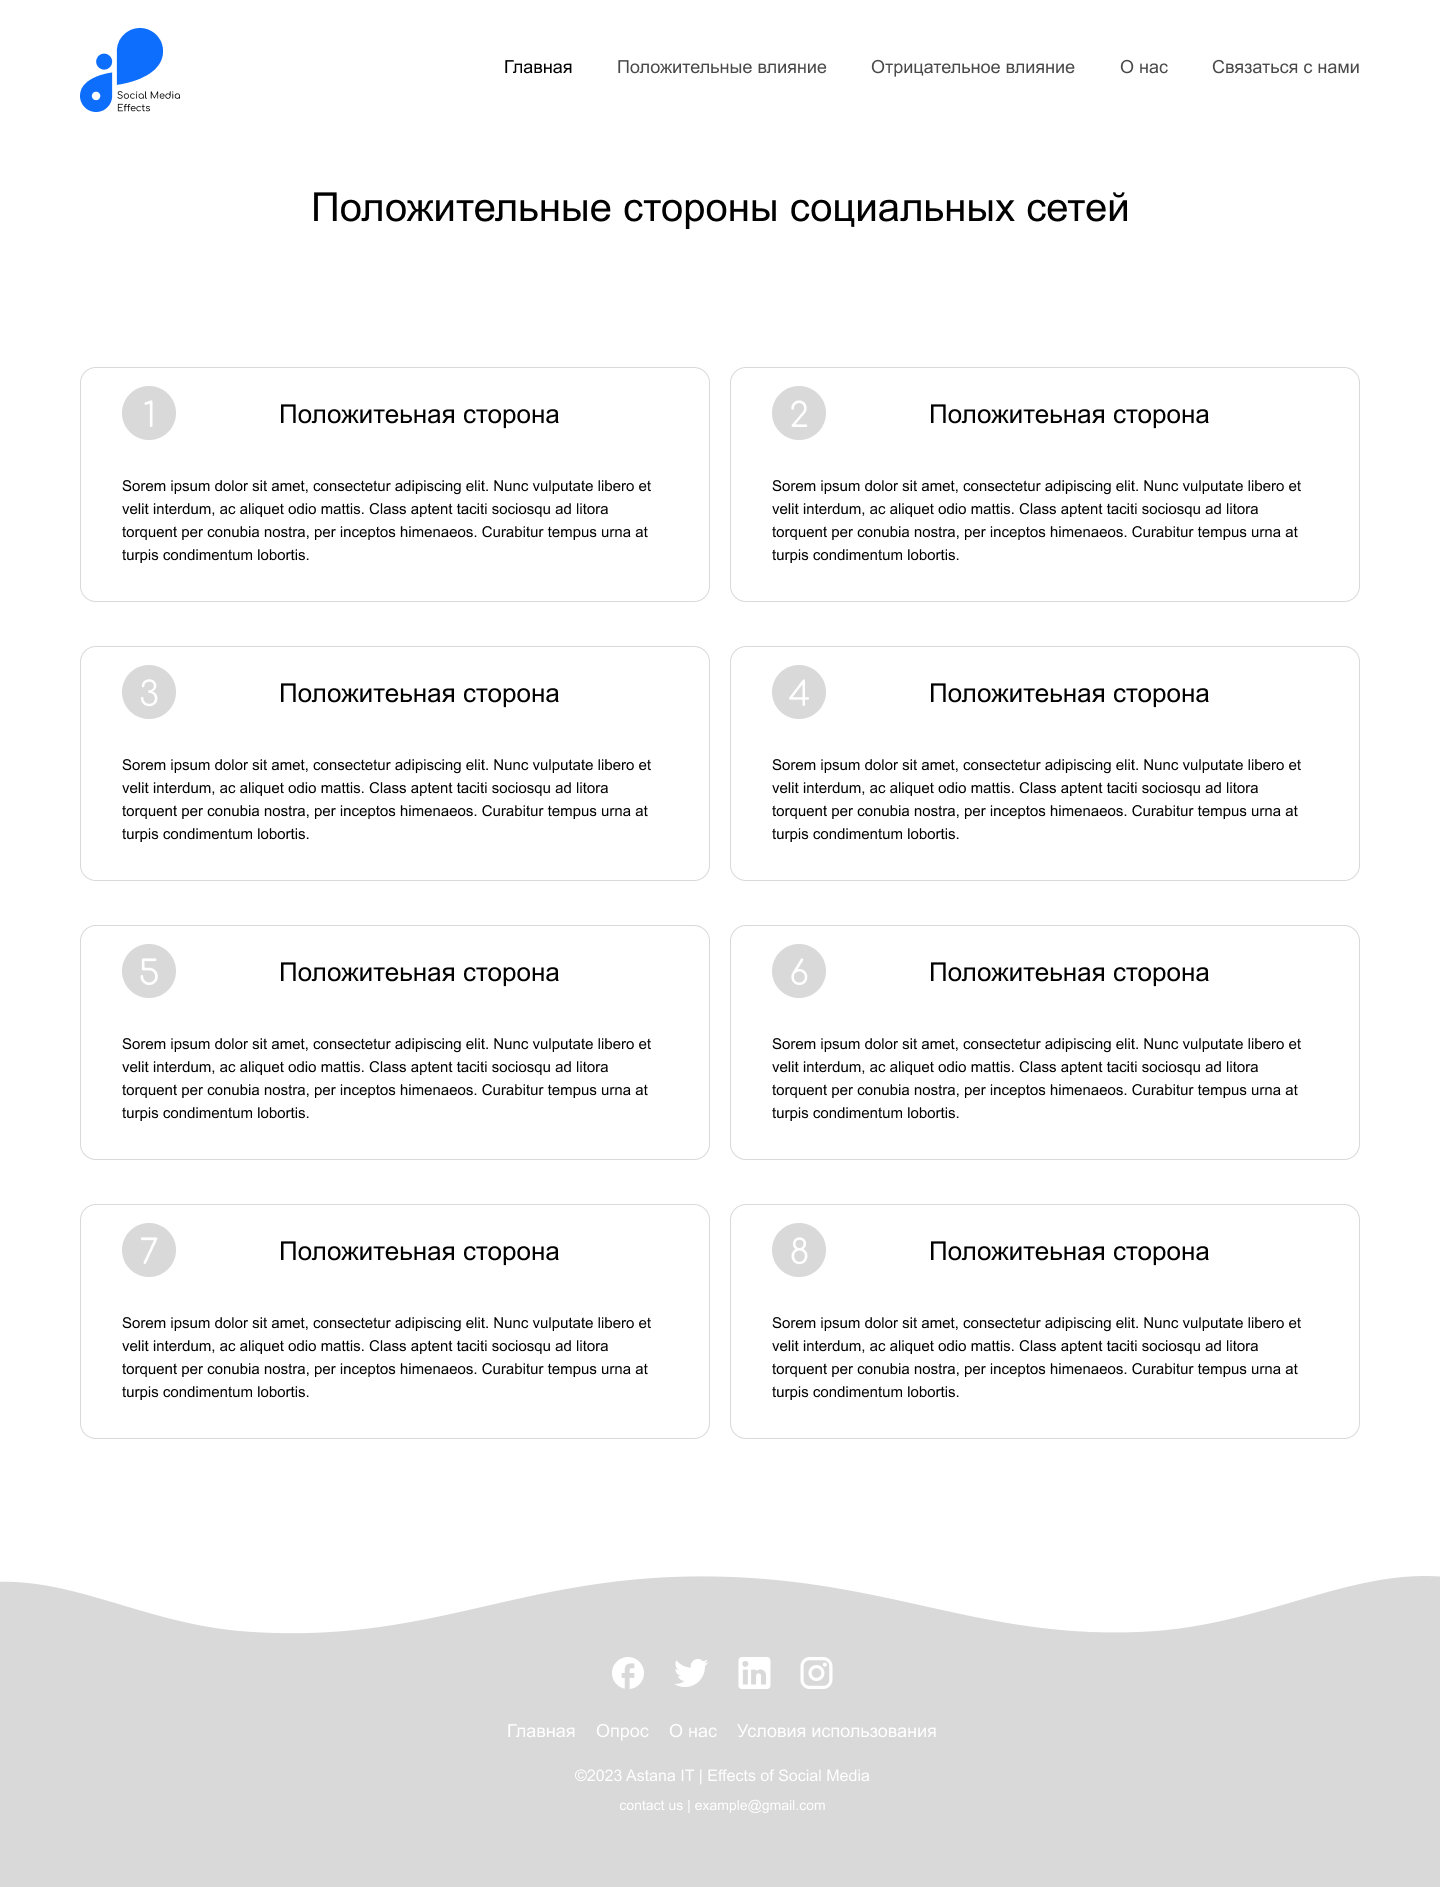 Social Media
Effects
Главная Положительные влияние Отрицательное влияние О нас Связаться с нами
Положительные стороны социальных сетей
1 Положитеьная сторона
Sorem ipsum dolor sit amet, consectetur adipiscing elit. Nunc vulputate libero et
velit interdum, ac aliquet odio mattis. Class aptent taciti sociosqu ad litora
torquent per conubia nostra, per inceptos himenaeos. Curabitur tempus urna at
turpis condimentum lobortis.
2 Положитеьная сторона
Sorem ipsum dolor sit amet, consectetur adipiscing elit. Nunc vulputate libero et
velit interdum, ac aliquet odio mattis. Class aptent taciti sociosqu ad litora
torquent per conubia nostra, per inceptos himenaeos. Curabitur tempus urna at
turpis condimentum lobortis.
3 Положитеьная сторона
Sorem ipsum dolor sit amet, consectetur adipiscing elit. Nunc vulputate libero et
velit interdum, ac aliquet odio mattis. Class aptent taciti sociosqu ad litora
torquent per conubia nostra, per inceptos himenaeos. Curabitur tempus urna at
turpis condimentum lobortis.
4 Положитеьная сторона
Sorem ipsum dolor sit amet, consectetur adipiscing elit. Nunc vulputate libero et
velit interdum, ac aliquet odio mattis. Class aptent taciti sociosqu ad litora
torquent per conubia nostra, per inceptos himenaeos. Curabitur tempus urna at
turpis condimentum lobortis.
5 Положитеьная сторона
Sorem ipsum dolor sit amet, consectetur adipiscing elit. Nunc vulputate libero et
velit interdum, ac aliquet odio mattis. Class aptent taciti sociosqu ad litora
torquent per conubia nostra, per inceptos himenaeos. Curabitur tempus urna at
turpis condimentum lobortis.
6 Положитеьная сторона
Sorem ipsum dolor sit amet, consectetur adipiscing elit. Nunc vulputate libero et
velit interdum, ac aliquet odio mattis. Class aptent taciti sociosqu ad litora
torquent per conubia nostra, per inceptos himenaeos. Curabitur tempus urna at
turpis condimentum lobortis.
7 Положитеьная сторона
Sorem ipsum dolor sit amet, consectetur adipiscing elit. Nunc vulputate libero et
velit interdum, ac aliquet odio mattis. Class aptent taciti sociosqu ad litora
torquent per conubia nostra, per inceptos himenaeos. Curabitur tempus urna at
turpis condimentum lobortis.
8 Положитеьная сторона
Sorem ipsum dolor sit amet, consectetur adipiscing elit. Nunc vulputate libero et
velit interdum, ac aliquet odio mattis. Class aptent taciti sociosqu ad litora
torquent per conubia nostra, per inceptos himenaeos. Curabitur tempus urna at
turpis condimentum lobortis.
Главная Опрос О нас Условия использования
©2023 Astana IT | Effects of Social Media
contact us | example@gmail.com